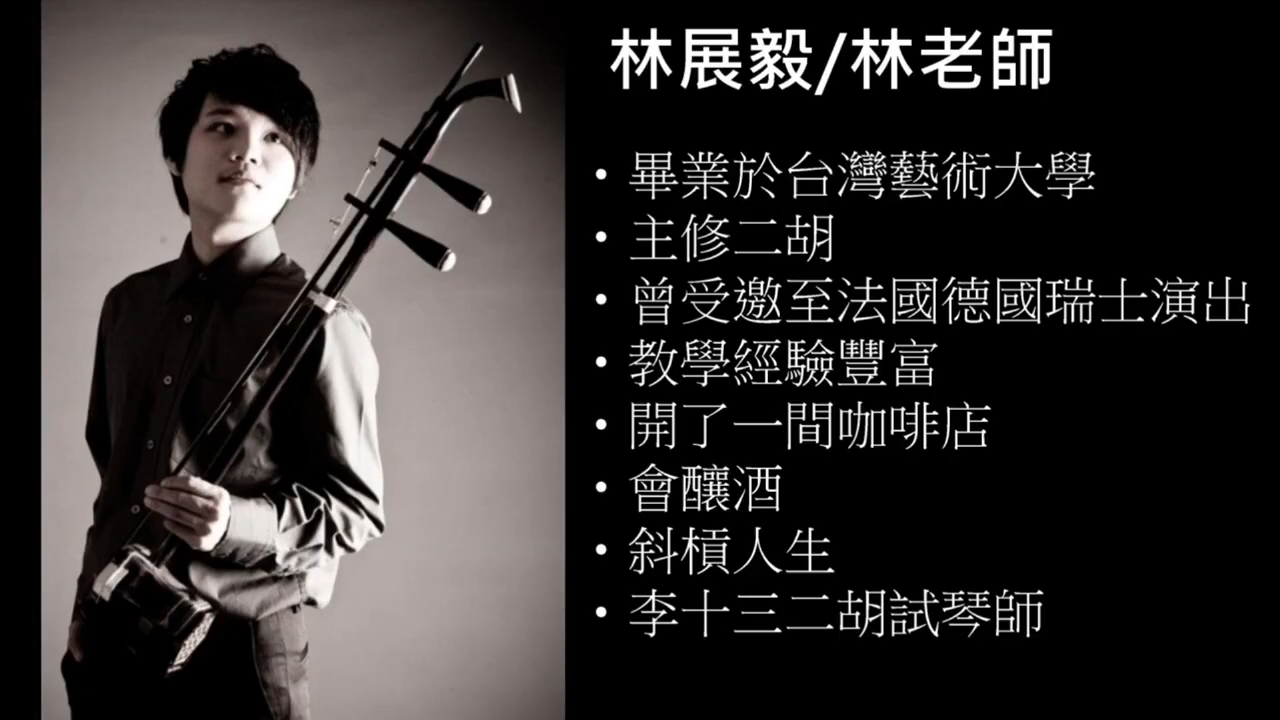 林展毅/林老師
• 畢業於台灣藝術大學
• 主修二胡
• 曾受邀至法國德國瑞士演出
• 教學經驗豐富
• 開了一間咖啡店
• 會釀酒
• 斜槓人生
• 李十三二胡試琴師